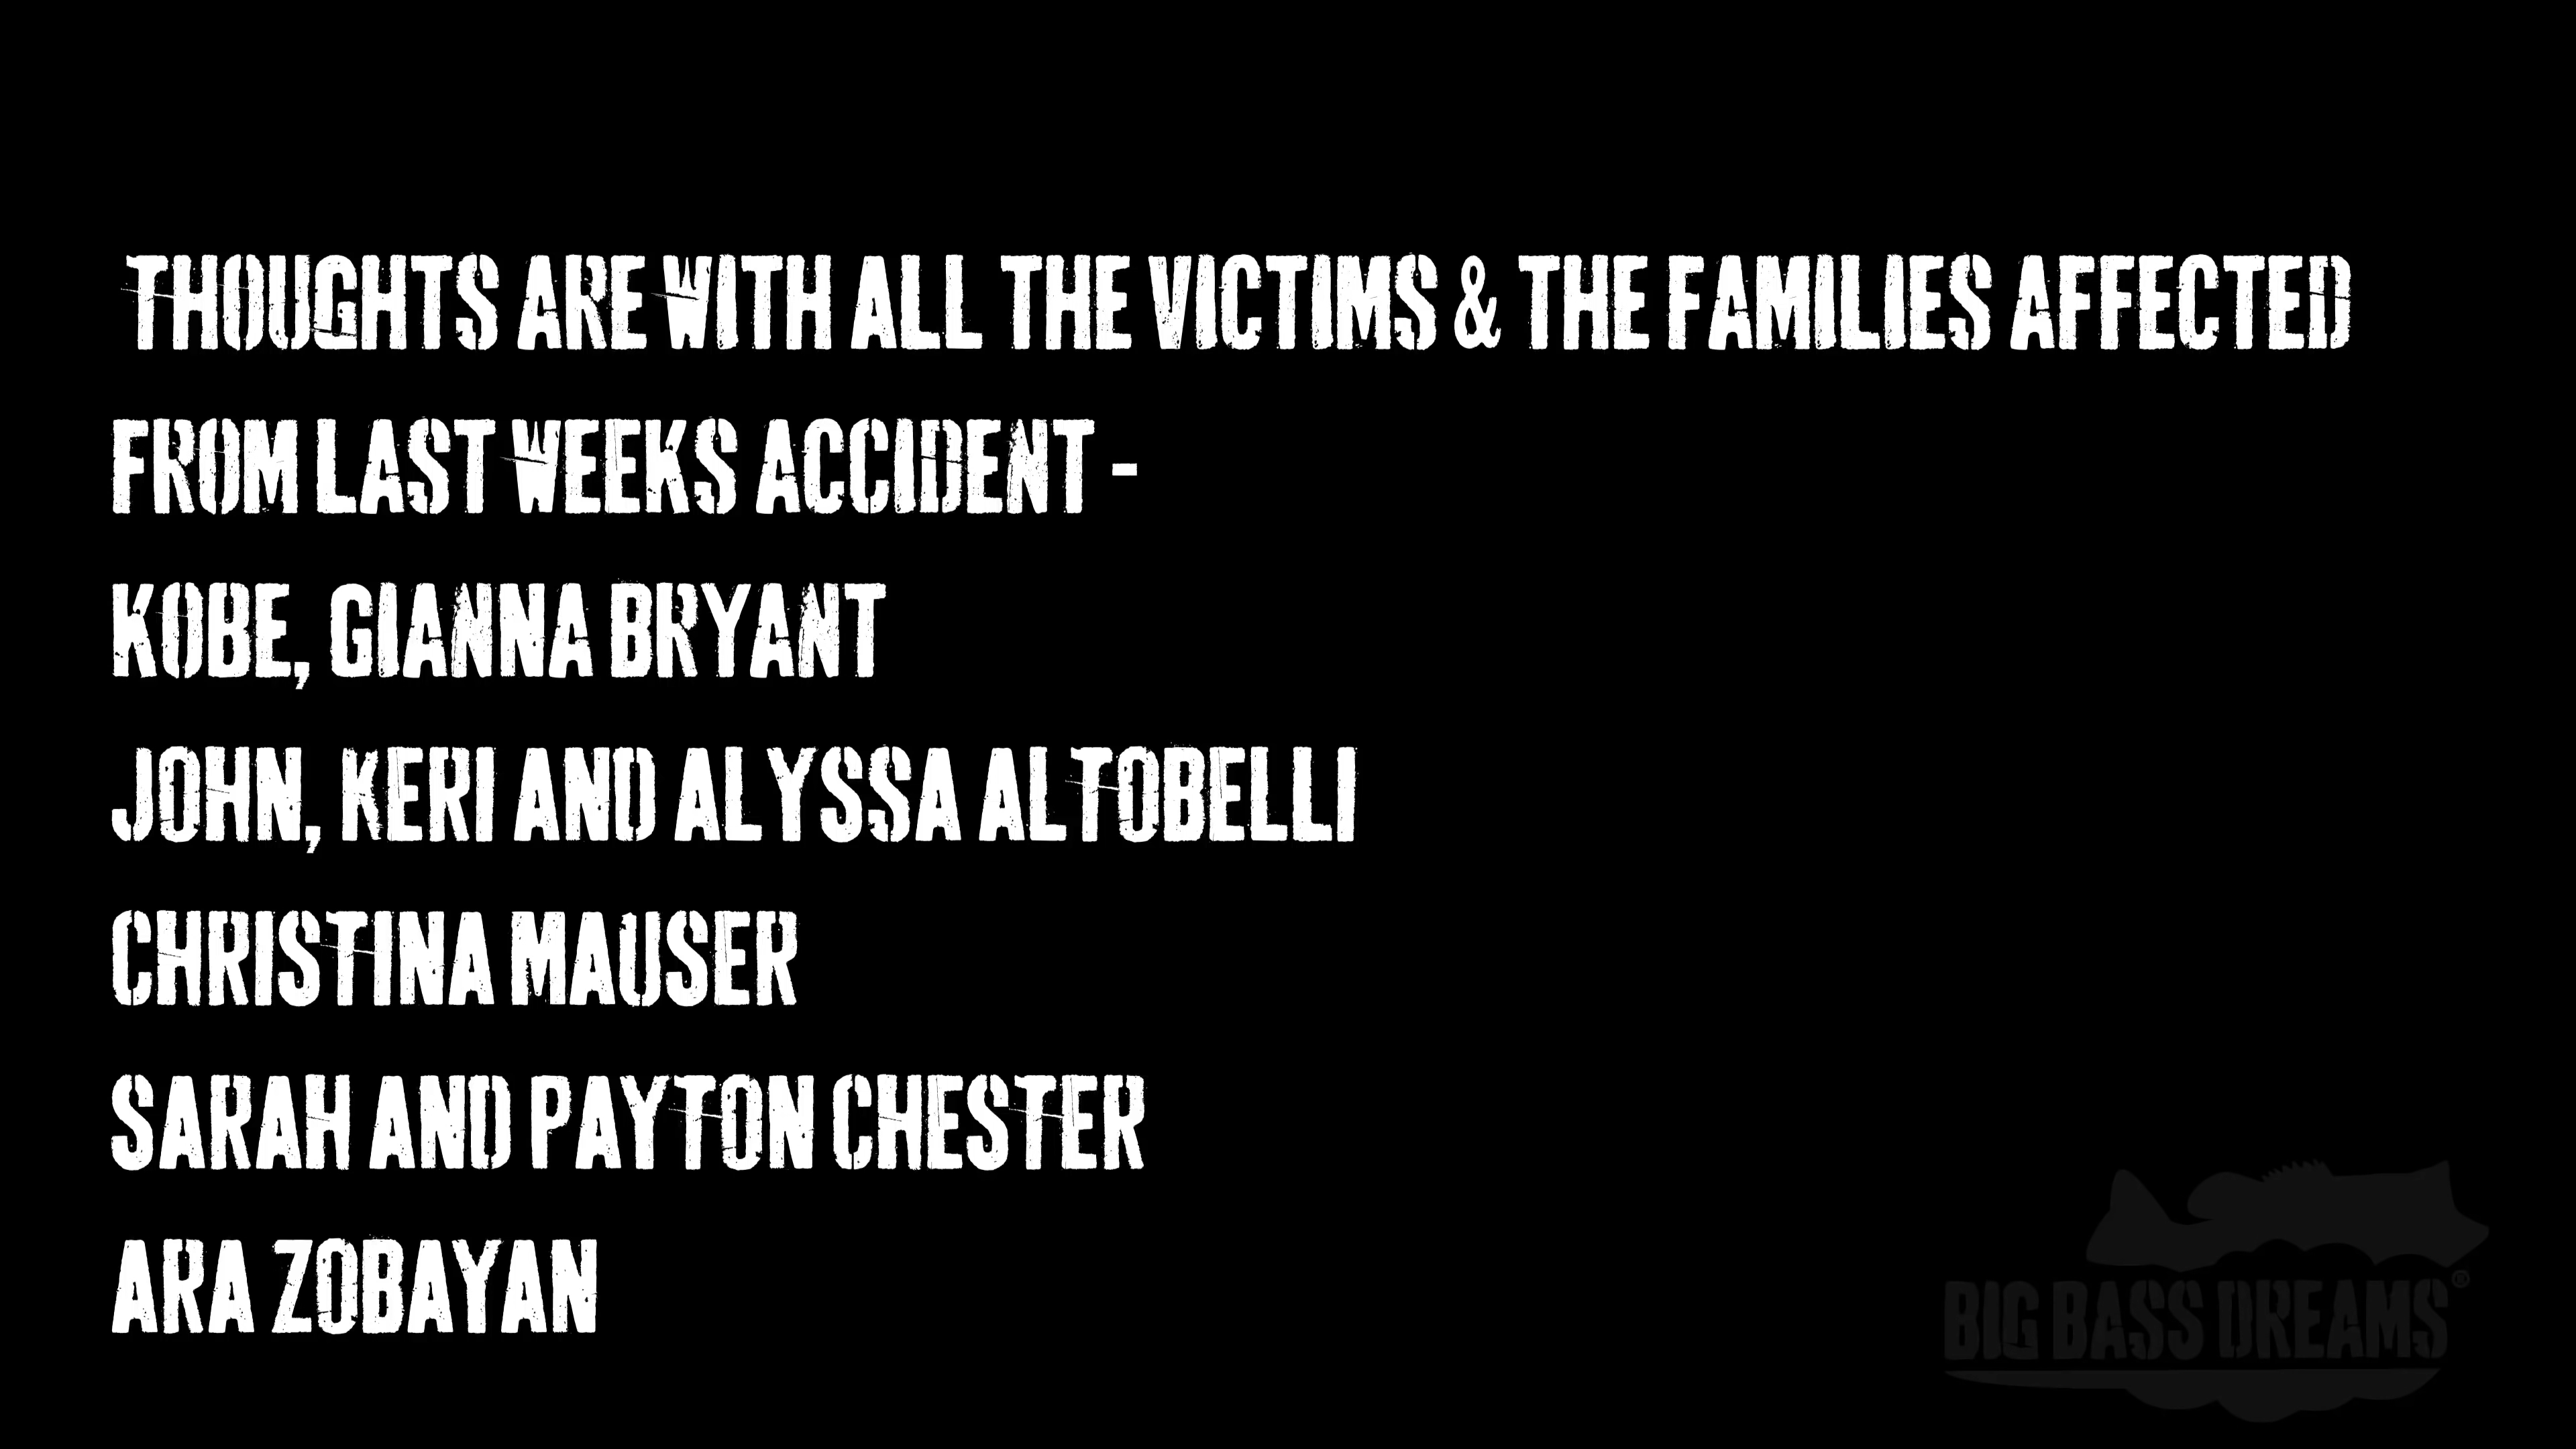 THOUGHTS ARE WITH ALL THE VICTIMS & THE FAMILIES AFFECTED
FROM LAST WEEKS ACCIDENT -
KOBE, GIANNA BRYANT
JOHN, KERI AND ALYSSA ALTOBELLI
CHRISTINA MAUSER
SARAH AND PAYTON CHESTER
ARA ZOBAYAN
BIG BASS DREAMS®